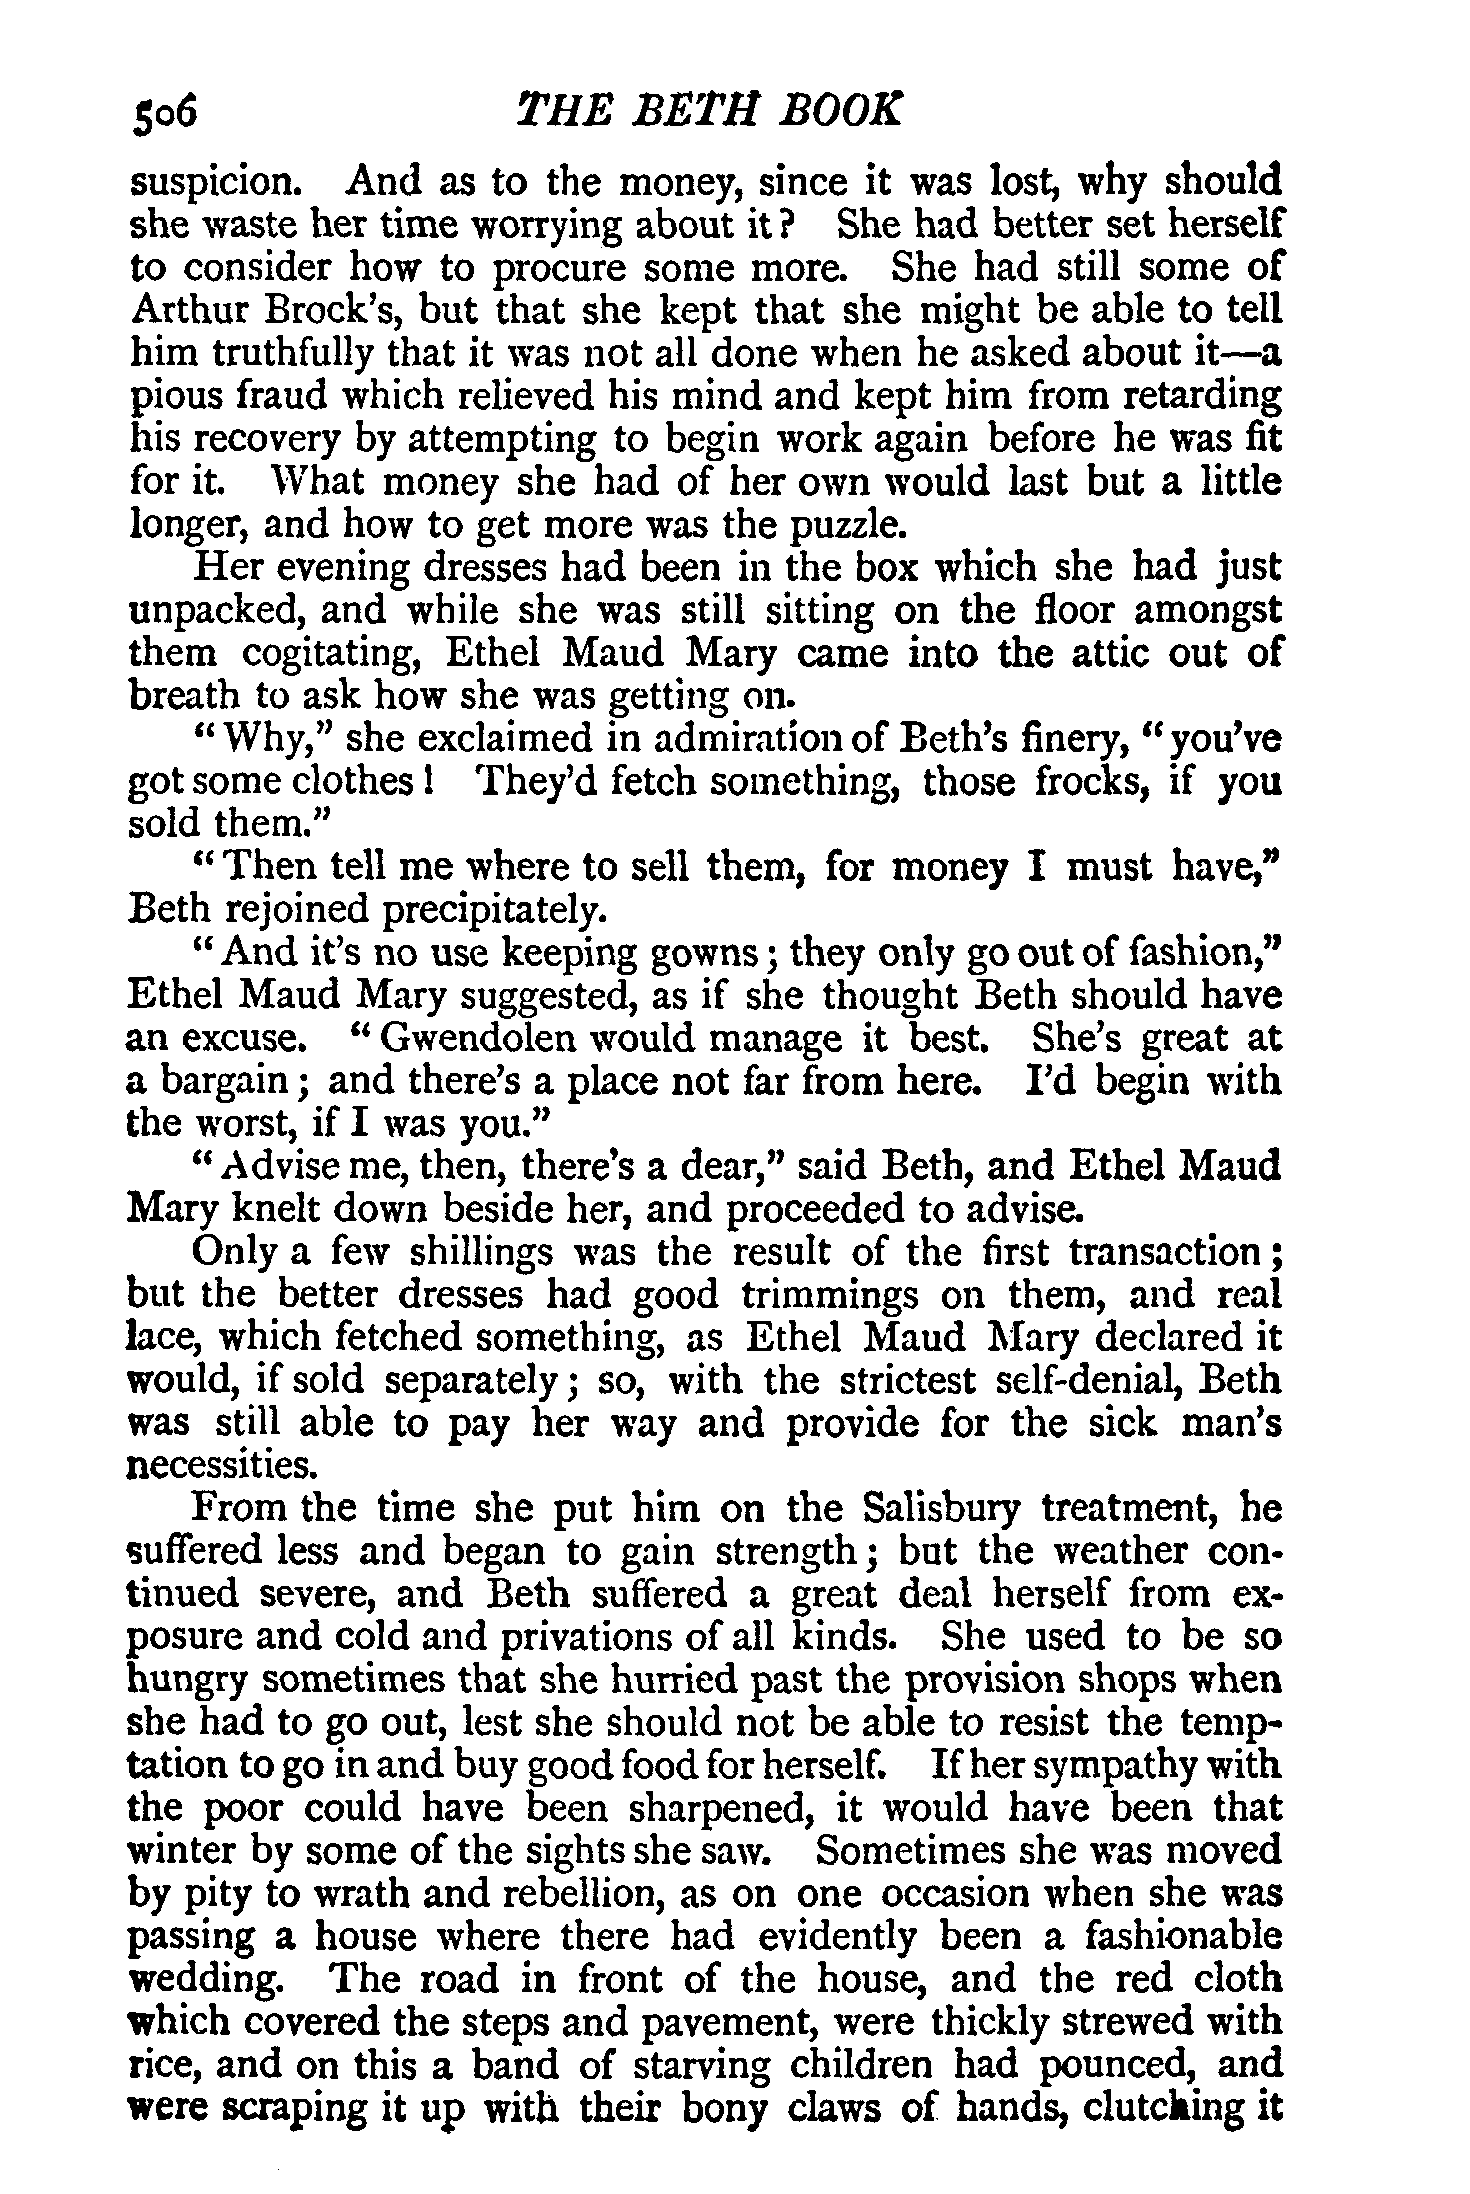 506 THE BETH BOOK
suspicion. And as to the money, since it was lost, why should
she waste her time worrying about it? She had better set herself
to consider how to procure some more. She had still some of
Arthur Brock's, but that she kept that she might be able to tell
him truthfully that it was not all done when he asked about it—a
pious fraud which relieved his mind and kept him from retarding
his recovery by attempting to begin work again before he was fit
for it. What money she had of her own would last but a little
longer, and how to get more was the puzzle.
Her evening dresses had been in the box which she had just
unpacked, and while she was still sitting on the floor amongst
them cogitating, Ethel Maud Mary came into the attic out of
breath to ask how she was getting on.
“Why,” she exclaimed in admiration of Beth's finery, “you've
got some clothes! They'd fetch something, those frocks, if you
sold them.”
“Then tell me where to sell them, for money I must have,”
Beth rejoined precipitately.
“And it's no use keeping gowns; they only go out of fashion,”
Ethel Maud Mary suggested, as if she thought Beth should have
an excuse. “Gwendolen would manage it best. She's great at
a bargain; and there's a place not far from here. I'd begin with
the worst, if I was you.”
“Advise me, then, there's a dear,” said Beth, and Ethel Maud
Mary knelt down beside her, and proceeded to advise.
Only a few shillings was the result of the first transaction;
but the better dresses had good trimmings on them, and real
lace, which fetched something, as Ethel Maud Mary declared it
would, if sold separately; so, with the strictest self-denial, Beth
was still able to pay her way and provide for the sick man's
necessities.
From the time she put him on the Salisbury treatment, he
suffered less and began to gain strength; but the weather con-
tinued severe, and Beth suffered a great deal herself from ex-
posure and cold and privations of all kinds. She used to be so
hungry sometimes that she hurried past the provision shops when
she had to go out, lest she should not be able to resist the temp-
tation to go in and buy good food for herself. If her sympathy with
the poor could have been sharpened, it would have been that
winter by some of the sights she saw. Sometimes she was moved
by pity to wrath and rebellion, as on one occasion when she was
passing a house where there had evidently been a fashionable
wedding. The road in front of the house, and the red cloth
which covered the steps and pavement, were thickly strewed with
rice, and on this a band of starving children had pounced, and
were scraping it up with their bony claws of hands, clutching it